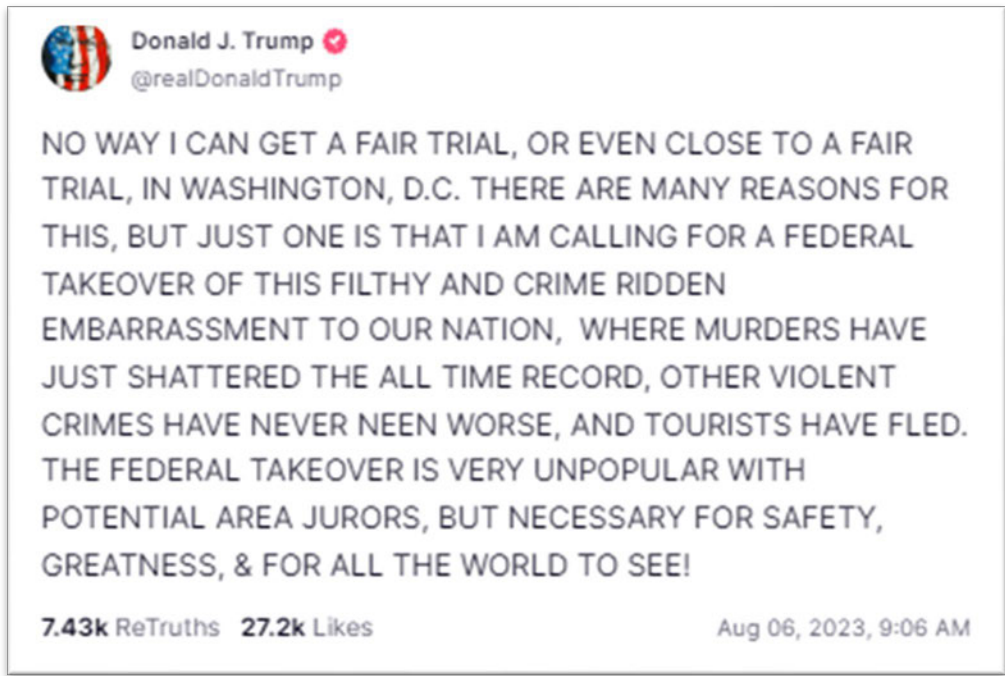 Donald J. Trump
@realDonaldTrump
NO WAY I CAN GET A FAIR TRIAL, OR EVEN CLOSE TO A FAIR
TRIAL, IN WASHINGTON, D.C. THERE ARE MANY REASONS FOR
THIS, BUT JUST ONE IS THAT I AM CALLING FOR A FEDERAL
TAKEOVER OF THIS FILTHY AND CRIME RIDDEN
EMBARRASSMENT TO OUR NATION,  WHERE MURDERS HAVE
JUST SHATTERED THE ALL TIME RECORD, OTHER VIOLENT
CRIMES HAVE NEVER NEEN WORSE, AND TOURISTS HAVE FLED.
THE FEDERAL TAKEOVER IS VERY UNPOPULAR WITH
POTENTIAL AREA JURORS, BUT NECESSARY FOR SAFETY,
GREATNESS, & FOR ALL THE WORLD TO SEE!
7.43k ReTruths 27.2k Likes Aug 06, 2023, 9:06 AM